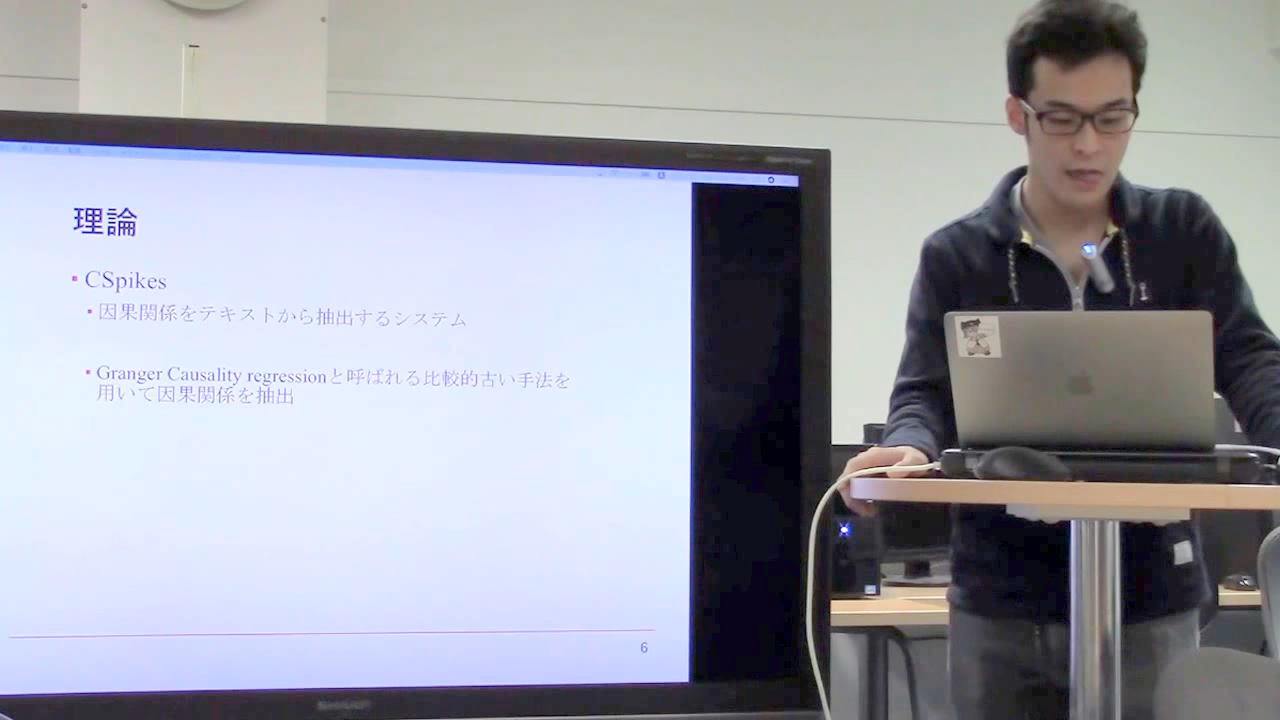 理論
CSpikes
因果関係をテキストから抽出するシステム
Granger Causality regressionと呼ばれる比較的古い手法を
用いて因果関係を抽出
6